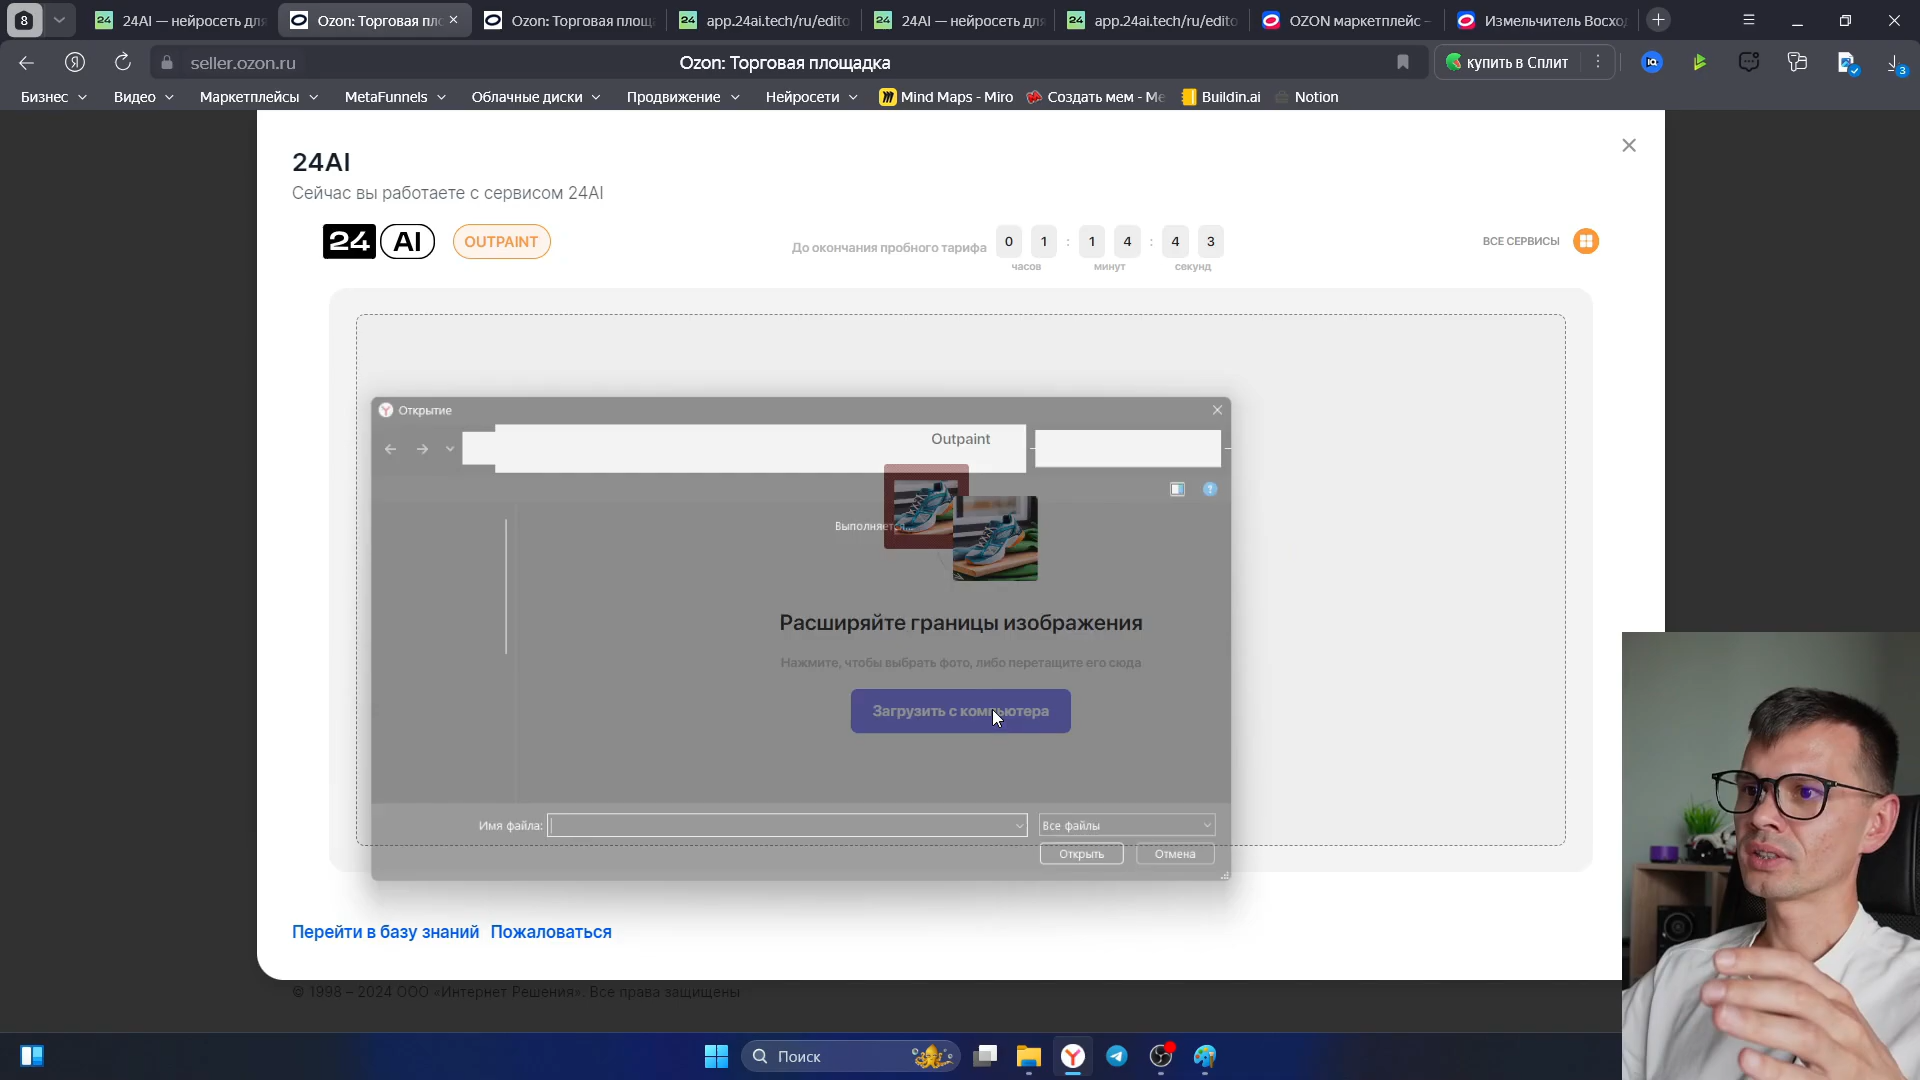 8
24AI — нейросеть для
Ozon: Торговая пл
Ozon: Торговая площ
app.24ai.tech/ru/edito
24AI — нейросеть для
app.24ai.tech/ru/edito
OZON маркетплейс –
Измельчитель Восхо
seller.ozon.ru
Ozon: Торговая площадка
купить в Сплит
3
Бизнес
Видео
Маркетплейсы
MetaFunnels
Облачные диски
Продвижение
Нейросети
Mind Maps - Miro
Создать мем - Me
Buildin.ai
Notion
24AI
Сейчас вы работаете с сервисом 24AI
24 AI
OUTPAINT
До окончания пробного тарифа
0 1 : 1 4 : 4 3
часов
минут
секунд
ВСЕ СЕРВИСЫ
Открытие
Outpaint
Выполняется...
Расширяйте границы изображения
Нажмите, чтобы выбрать фото, либо перетащите его сюда
Загрузить с компьютера
Имя файла:
Все файлы
Открыть
Отмена
Перейти в базу знаний
Пожаловаться
© 1998 – 2024 ООО «Интернет Решения». Все права защищены
Поиск